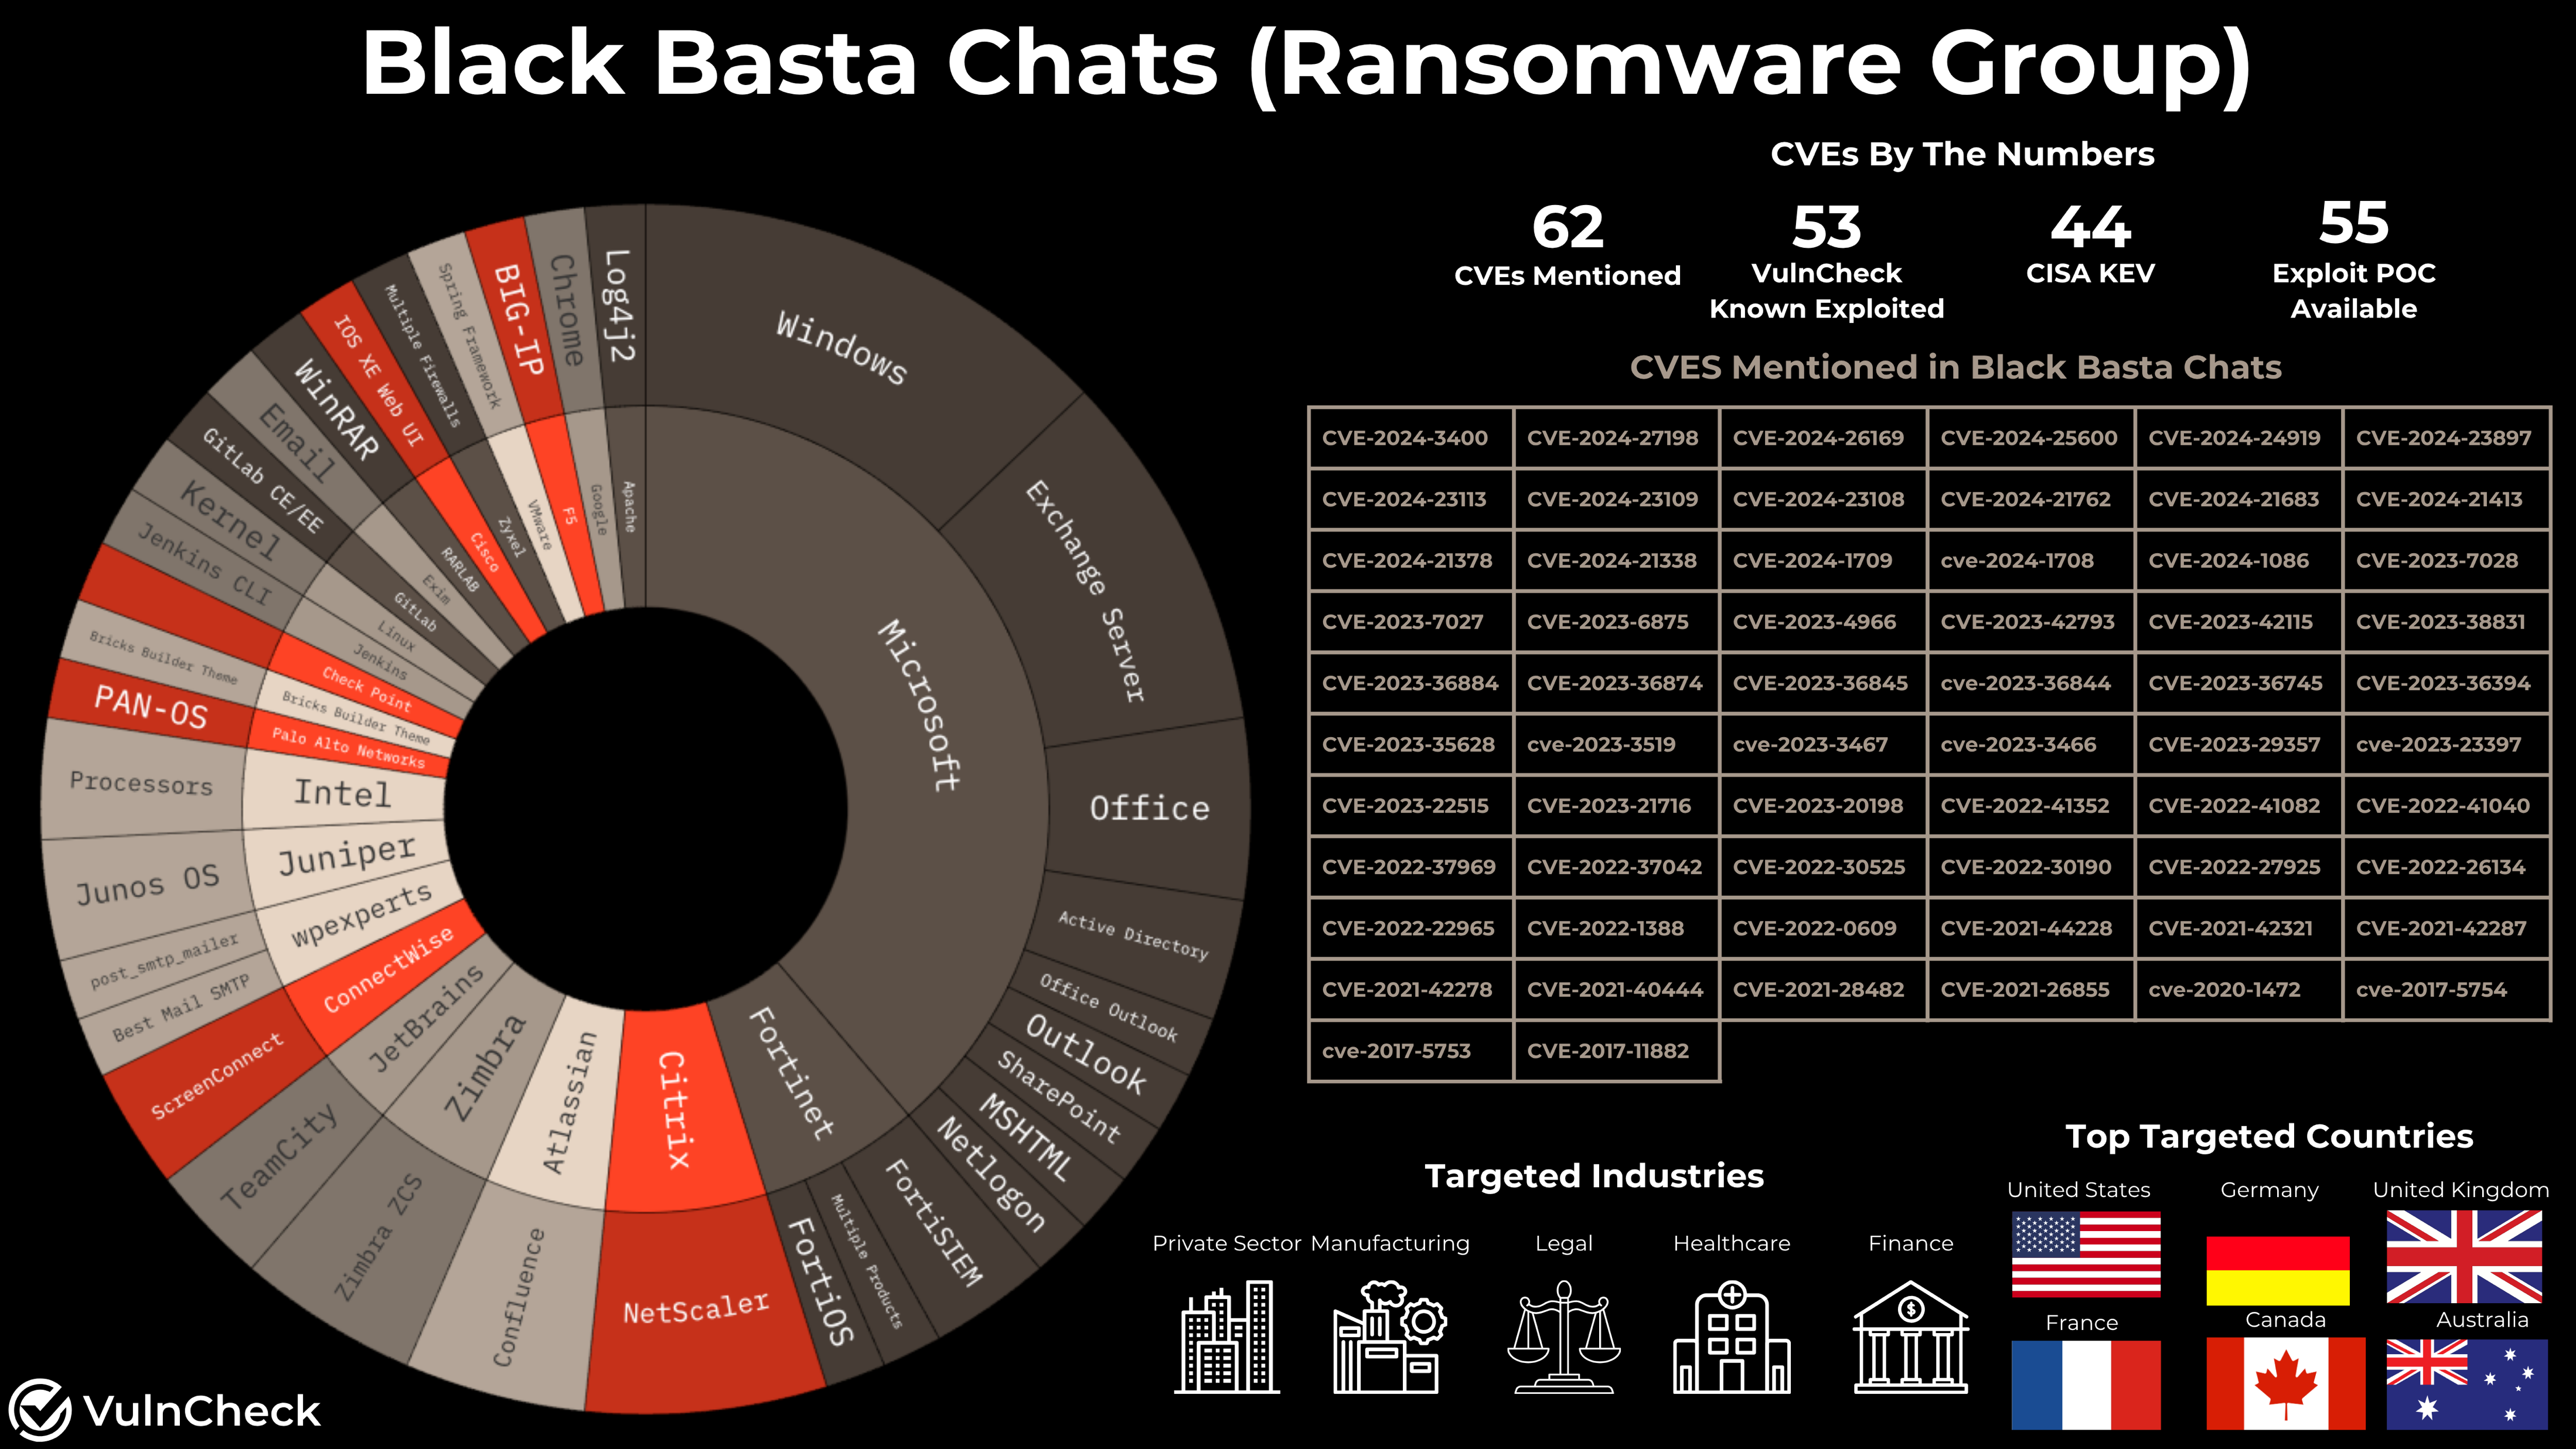 Black Basta Chats (Ransomware Group)
CVEs By The Numbers
62
CVEs Mentioned
53
VulnCheck
Known Exploited
44
CISA KEV
55
Exploit POC
Available
CVES Mentioned in Black Basta Chats
CVE-2024-3400 CVE-2024-27198 CVE-2024-26169 CVE-2024-25600 CVE-2024-24919 CVE-2024-23897
CVE-2024-23113 CVE-2024-23109 CVE-2024-23108 CVE-2024-21762 CVE-2024-21683 CVE-2024-21413
CVE-2024-21378 CVE-2024-21338 CVE-2024-1709 cve-2024-1708 CVE-2024-1086 CVE-2023-7028
CVE-2023-7027 CVE-2023-6875 CVE-2023-4966 CVE-2023-42793 CVE-2023-42115 CVE-2023-38831
CVE-2023-36884 CVE-2023-36874 CVE-2023-36845 cve-2023-36844 CVE-2023-36745 CVE-2023-36394
CVE-2023-35628 cve-2023-3519 cve-2023-3467 cve-2023-3466 CVE-2023-29357 cve-2023-23397
CVE-2023-22515 CVE-2023-21716 CVE-2023-20198 CVE-2022-41352 CVE-2022-41082 CVE-2022-41040
CVE-2022-37969 CVE-2022-37042 CVE-2022-30525 CVE-2022-30190 CVE-2022-27925 CVE-2022-26134
CVE-2022-22965 CVE-2022-1388 CVE-2022-0609 CVE-2021-44228 CVE-2021-42321 CVE-2021-42287
CVE-2021-42278 CVE-2021-40444 CVE-2021-28482 CVE-2021-26855 cve-2020-1472 cve-2017-5754
cve-2017-5753 CVE-2017-11882
Windows
Exchange Server
Office
Active Directory
Office Outlook
Outlook
SharePoint
MSHTML
Netlogon
FortiSIEM
Multiple Products
FortiOS
NetScaler
Confluence
Zimbra ZCS
TeamCity
ScreenConnect
Best Mail SMTP
post_smtp_mailer
Junos OS
Processors
PAN-OS
Bricks Builder Theme
Jenkins CLI
Kernel
GitLab CE/EE
Email
WinRAR
IOS XE Web UI
Multiple Firewalls
Spring Framework
BIG-IP
Chrome
Log4j2
Microsoft
Fortinet
Citrix
Atlassian
Zimbra
JetBrains
ConnectWise
wpexperts
Juniper
Intel
Palo Alto Networks
Bricks Builder Theme
Check Point
Jenkins
Linux
GitLab
Exim
RARLAB
Cisco
Zyxel
VMware
F5
Google
Apache
Targeted Industries
Private Sector
Manufacturing
Legal
Healthcare
Finance
Top Targeted Countries
United States
Germany
United Kingdom
France
Canada
Australia
VulnCheck